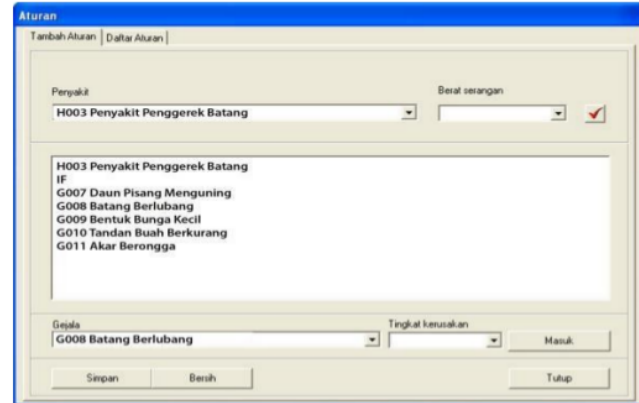 Aturan
Tambah Aturan Daftar Aturan
Penyakit Berat serangan
H003 Penyakit Penggerek Batang
H003 Penyakit Penggerek Batang
IF
G007 Daun Pisang Menguning
G008 Batang Berlubang
G009 Bentuk Bunga Kecil
G010 Tandan Buah Berkurang
G011 Akar Berongga
Gejala Tingkat kerusakan
G008 Batang Berlubang Masuk
Simpan Bersih Tutup